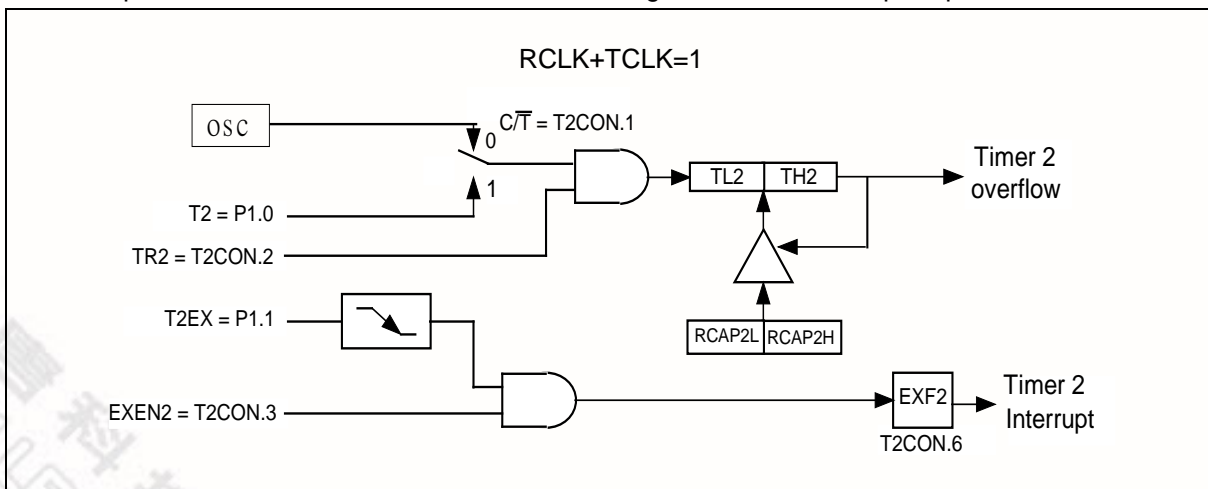 RCLK+TCLK=1
OSC
C/T = T2CON.1
0
1
T2 = P1.0
TR2 = T2CON.2
TL2 TH2
Timer 2
overflow
T2EX = P1.1
RCAP2L RCAP2H
EXEN2 = T2CON.3
EXF2
T2CON.6
Timer 2
Interrupt